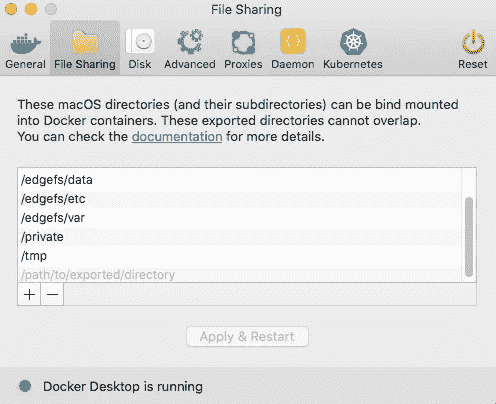 File Sharing
General File Sharing Disk Advanced Proxies Daemon Kubernetes Reset
These macOS directories (and their subdirectories) can be bind mounted
into Docker containers. These exported directories cannot overlap.
You can check the documentation for more details.
/edgefs/data
/edgefs/etc
/edgefs/var
/private
/tmp
/path/to/exported/directory
+ −
Apply & Restart
Docker Desktop is running